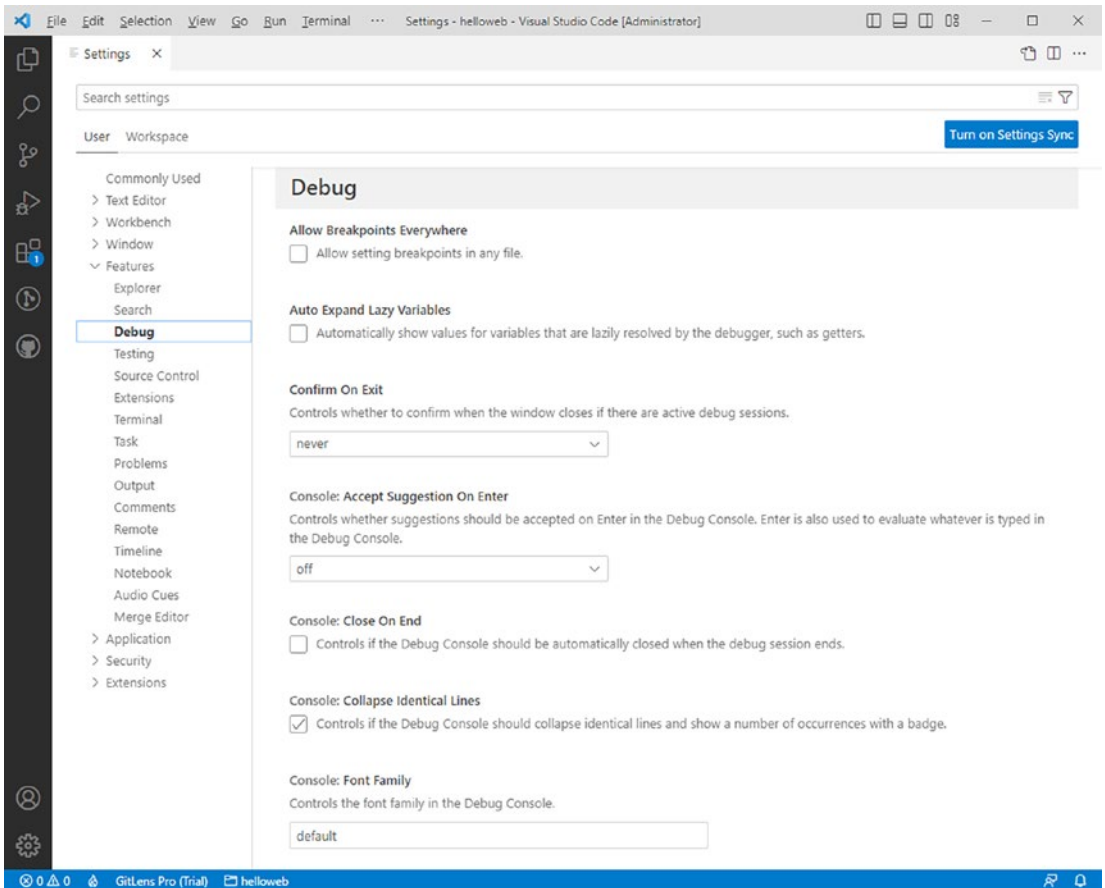 File Edit Selection View Go Run Terminal ··· Settings - helloweb - Visual Studio Code [Administrator]
Settings
Search settings
User Workspace
Turn on Settings Sync
Commonly Used
Text Editor
Workbench
Window
Features
Explorer
Search
Debug
Testing
Source Control
Extensions
Terminal
Task
Problems
Output
Comments
Remote
Timeline
Notebook
Audio Cues
Merge Editor
Application
Security
Extensions
1
Debug
Allow Breakpoints Everywhere
Allow setting breakpoints in any file.
Auto Expand Lazy Variables
Automatically show values for variables that are lazily resolved by the debugger, such as getters.
Confirm On Exit
Controls whether to confirm when the window closes if there are active debug sessions.
never
Console: Accept Suggestion On Enter
Controls whether suggestions should be accepted on Enter in the Debug Console. Enter is also used to evaluate whatever is typed in
the Debug Console.
off
Console: Close On End
Controls if the Debug Console should be automatically closed when the debug session ends.
Console: Collapse Identical Lines
Controls if the Debug Console should collapse identical lines and show a number of occurrences with a badge.
Console: Font Family
Controls the font family in the Debug Console.
default
0 0 GitLens Pro (Trial) helloweb